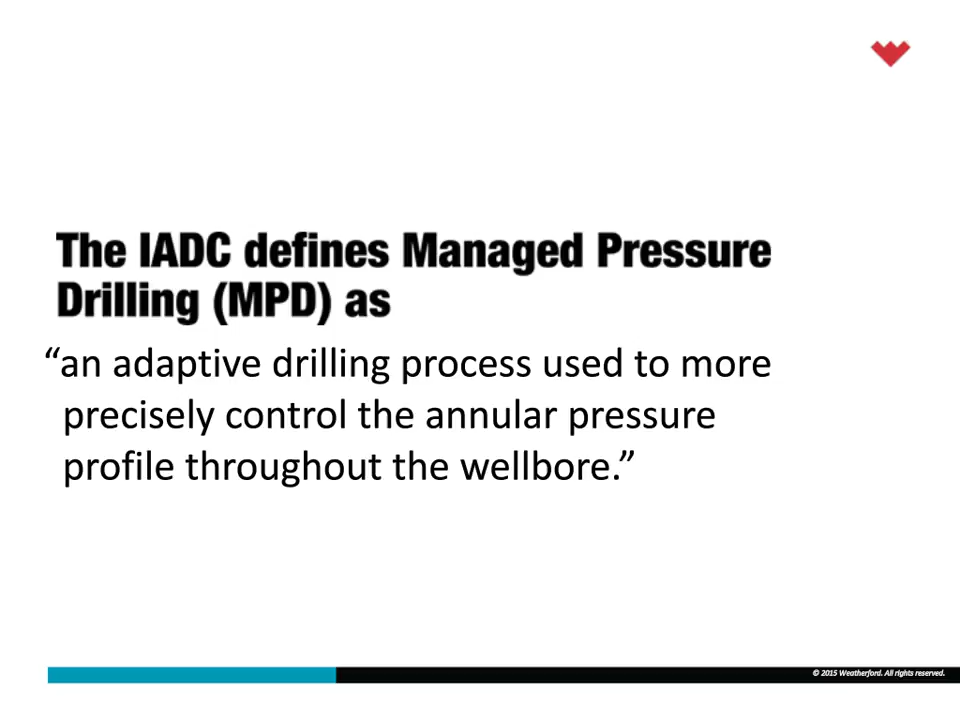 The IADC defines Managed Pressure
Drilling (MPD) as
“an adaptive drilling process used to more
precisely control the annular pressure
profile throughout the wellbore.”
© 2015 Weatherford. All rights reserved.